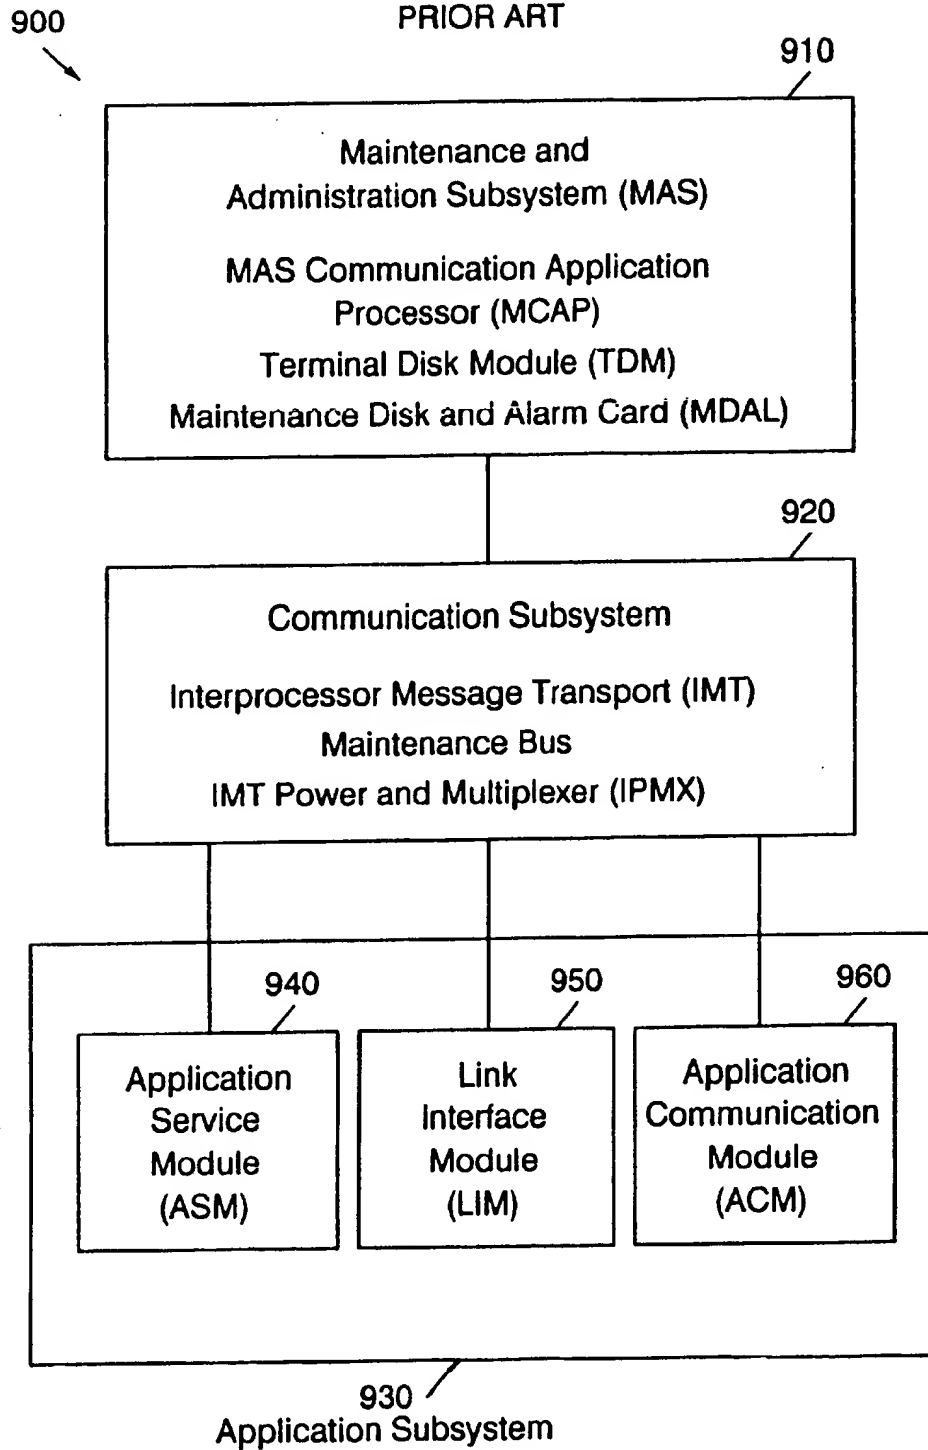 PRIOR ART
900
910
Maintenance and
Administration Subsystem (MAS)
MAS Communication Application
Processor (MCAP)
Terminal Disk Module (TDM)
Maintenance Disk and Alarm Card (MDAL)
920
Communication Subsystem
Interprocessor Message Transport (IMT)
Maintenance Bus
IMT Power and Multiplexer (IPMX)
940
Application
Service
Module
(ASM)
950
Link
Interface
Module
(LIM)
960
Application
Communication
Module
(ACM)
930
Application Subsystem